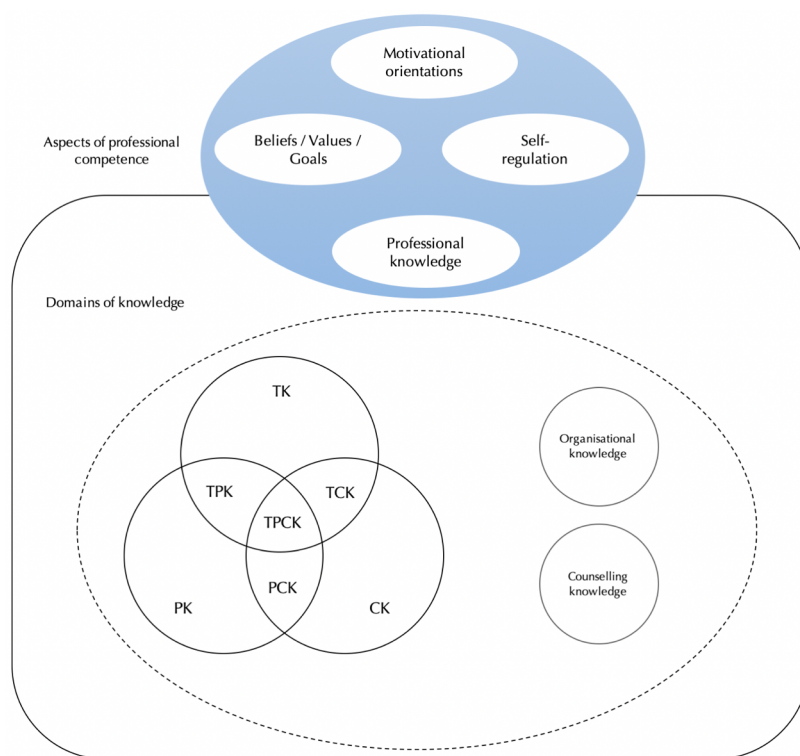 Motivational
orientations
Aspects of professional
competence
Beliefs / Values /
Goals
Self-
regulation
Professional
knowledge
Domains of knowledge
TK
TPK
TCK
TPCK
PCK
PK
CK
Organisational
knowledge
Counselling
knowledge